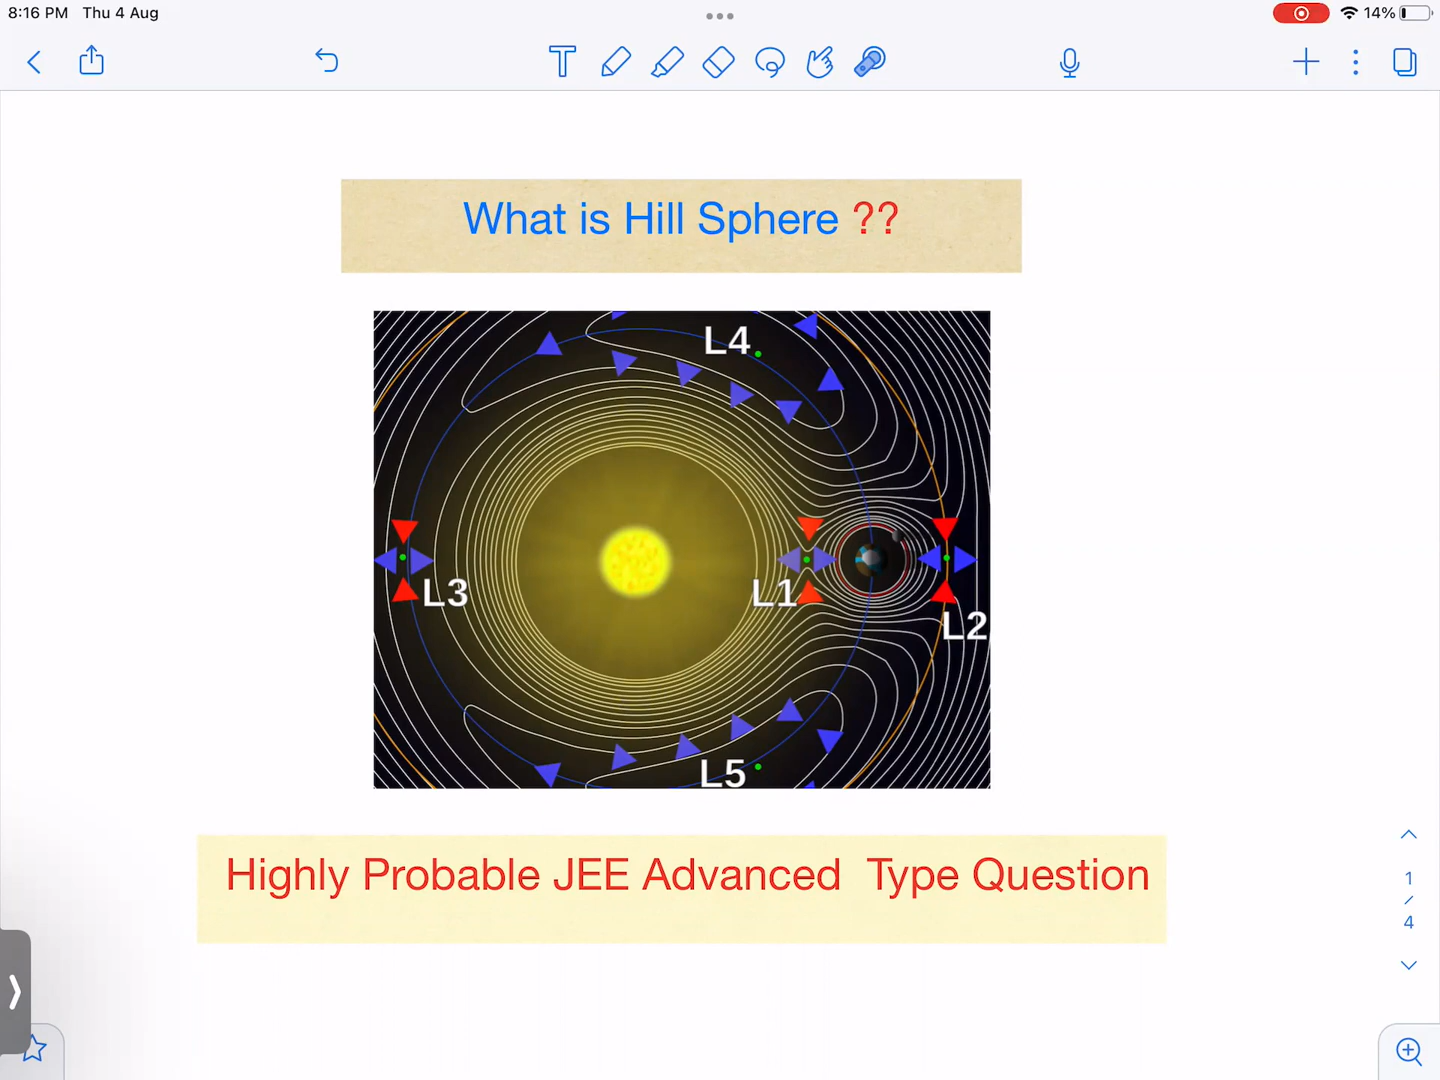 8:16 PM Thu 4 Aug
14%
T
What is Hill Sphere ??
L4
L3
L1
L2
L5
Highly Probable JEE Advanced Type Question
1
/
4